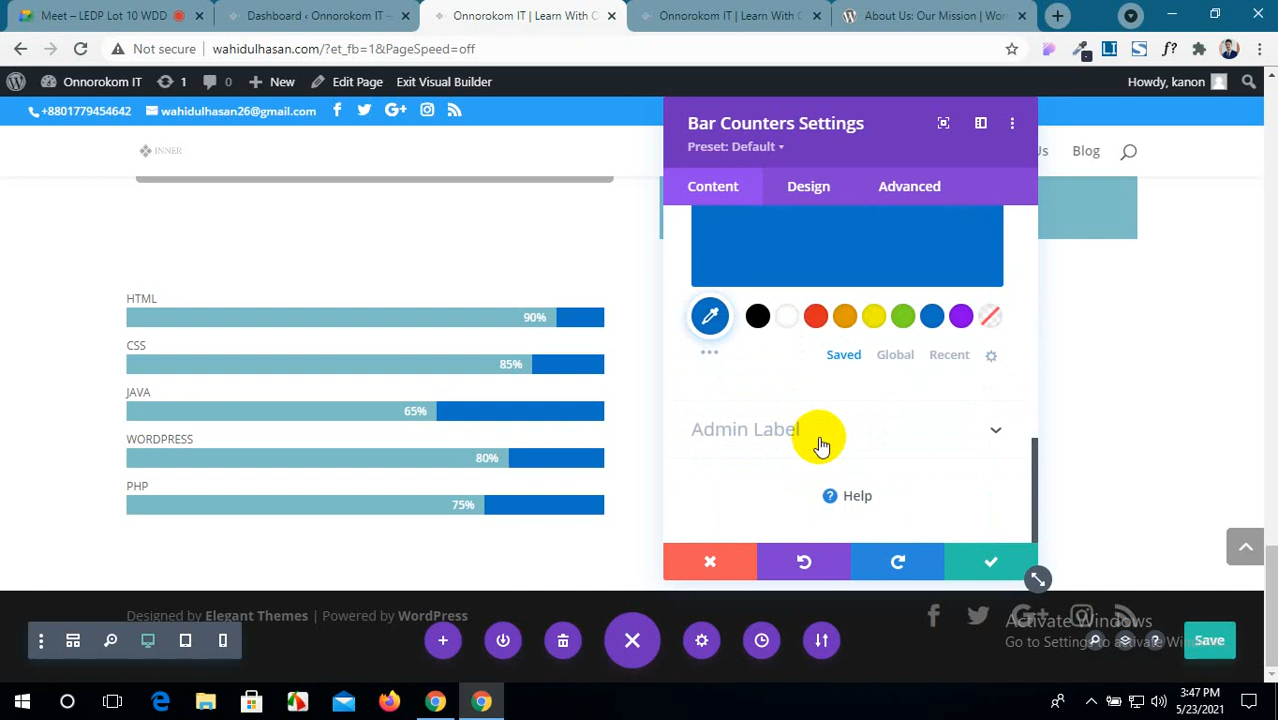 Meet – LEDP Lot 10 WDD
Dashboard ‹ Onnorokom IT –
Onnorokom IT | Learn With O
Onnorokom IT | Learn With O
About Us: Our Mission | Wor
Not secure
wahidulhasan.com/?et_fb=1&PageSpeed=off
Onnorokom IT
1
0
New
Edit Page
Exit Visual Builder
Howdy, kanon
+8801779454642
wahidulhasan26@gmail.com
INNER
Us
Blog
Bar Counters Settings
Preset: Default
Content
Design
Advanced
HTML
90%
CSS
85%
JAVA
65%
WORDPRESS
80%
PHP
75%
Saved
Global
Recent
Admin Label
Help
Designed by Elegant Themes | Powered by WordPress
Activate Windows
Go to Settings to activate
Save
3:47 PM
5/23/2021